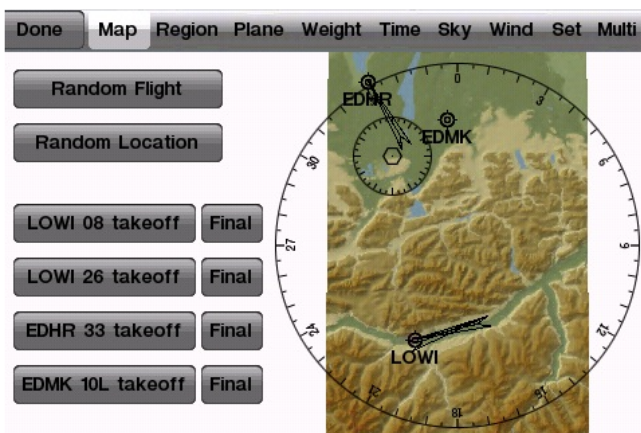 Done Map Region Plane Weight Time Sky Wind Set Multi
Random Flight
Random Location
LOWI 08 takeoff Final
LOWI 26 takeoff Final
EDHR 33 takeoff Final
EDMK 10L takeoff Final
0
3
6
9
12
15
18
21
24
27
30
EDHR
EDMK
LOWI